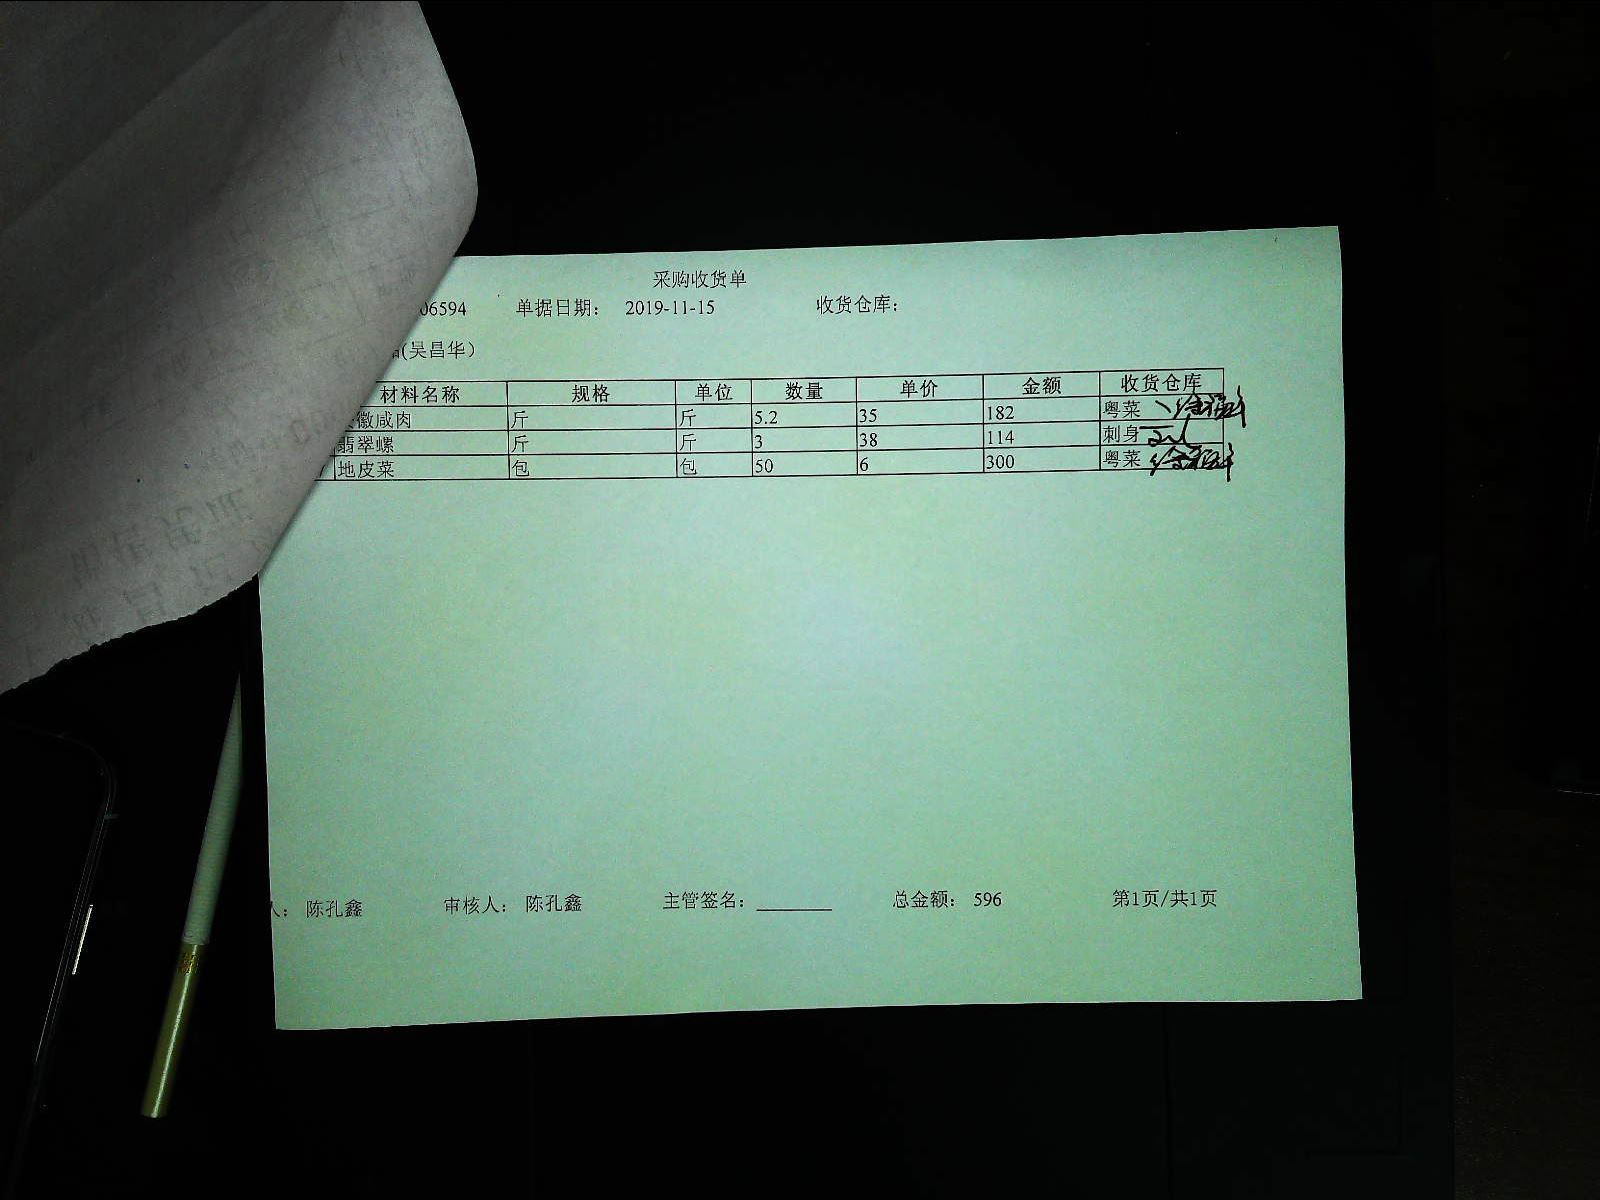 采购收货单
06594 单据日期： 2019-11-15 收货仓库：
(吴昌华）
材料名称 规格 单位 数量 单价 金额 收货仓库
徽咸肉 斤 斤 5.2 35 182 粤菜
翡翠螺 斤 斤 3 38 114 刺身
地皮菜 包 包 50 6 300 粤菜
人： 陈孔鑫 审核人： 陈孔鑫 主管签名： 总金额： 596 第1页/共1页